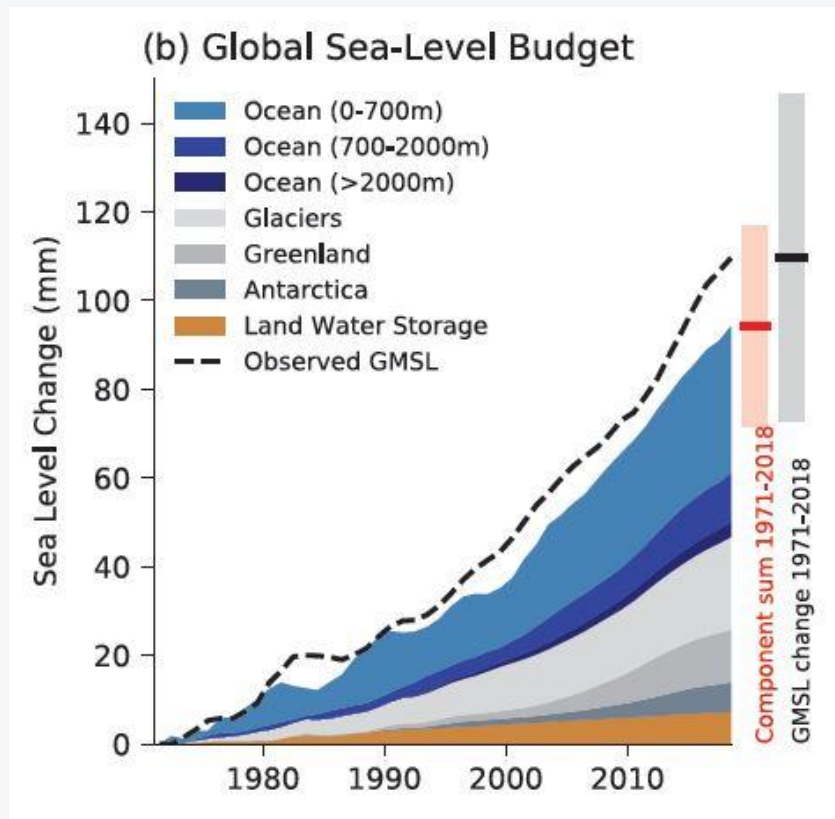 (b) Global Sea-Level Budget
Sea Level Change (mm)
140
120
100
80
60
40
20
0
Ocean (0-700m)
Ocean (700-2000m)
Ocean (>2000m)
Glaciers
Greenland
Antarctica
Land Water Storage
Observed GMSL
1980
1990
2000
2010
Component sum 1971-2018
GMSL change 1971-2018